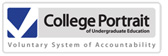 College Portrait
of Undergraduate Education
Voluntary System of Accountability